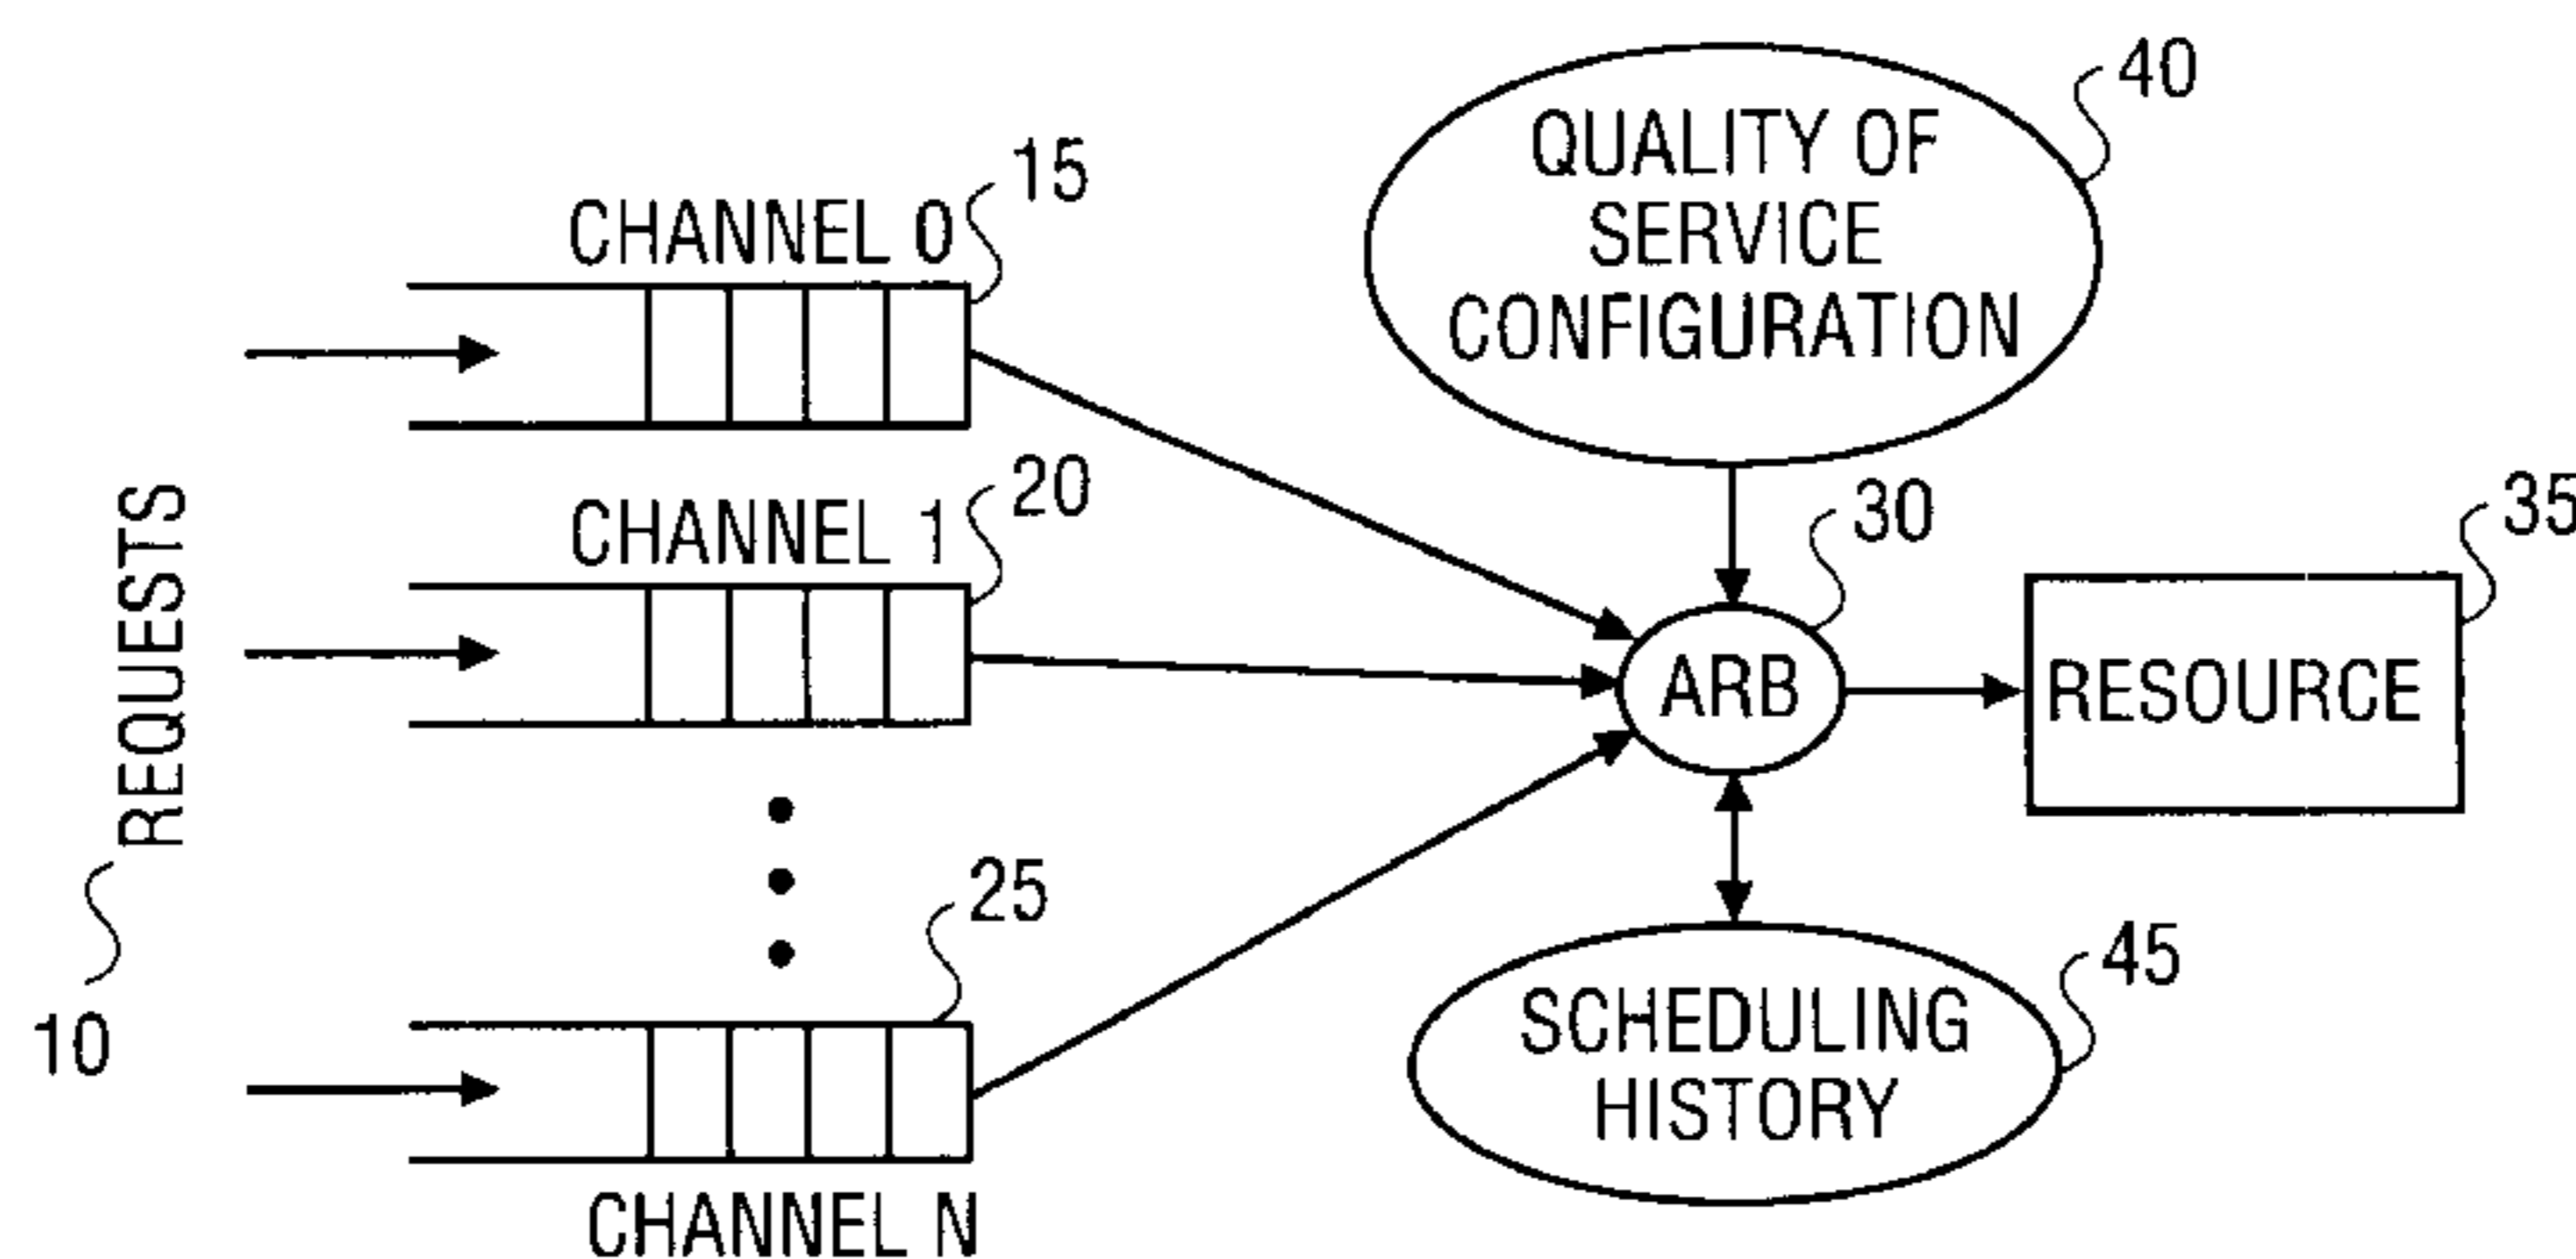 REQUESTS
10
CHANNEL 0
15
CHANNEL 1
20
25
CHANNEL N
QUALITY OF
SERVICE
CONFIGURATION
40
ARB
30
RESOURCE
35
SCHEDULING
HISTORY
45